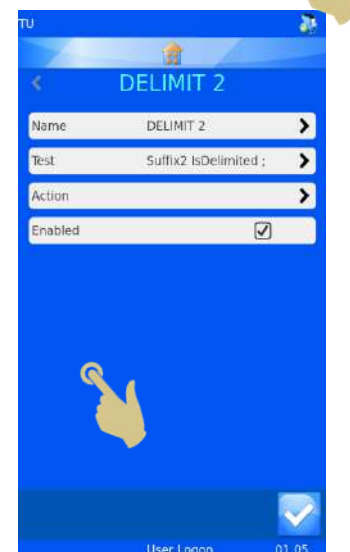 TU
DELIMIT 2
Name DELIMIT 2
Test Suffix2 IsDelimited ;
Action
Enabled
User Logon 01.05